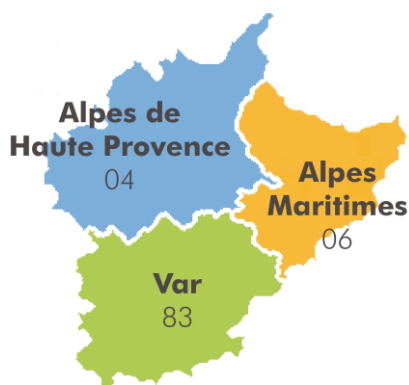 Alpes de
Haute Provence
04
Alpes
Maritimes
06
Var
83